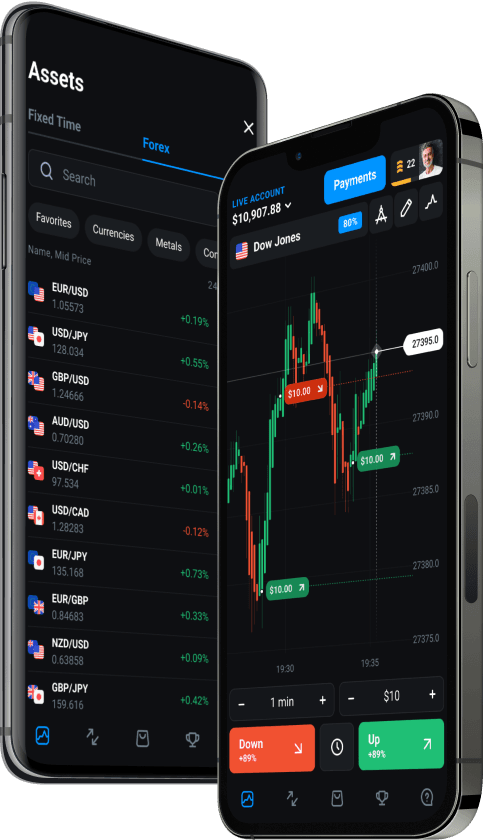 Assets
Fixed Time
Forex
Search
Favorites
Currencies
Metals
Name, Mid Price
EUR/USD
1.05573
+0.19%
USD/JPY
128.034
+0.55%
GBP/USD
1.24666
-0.14%
AUD/USD
0.70280
+0.26%
USD/CHF
97.534
+0.01%
USD/CAD
1.28283
-0.12%
EUR/JPY
135.168
+0.73%
EUR/GBP
0.84683
+0.33%
NZD/USD
0.63858
+0.09%
GBP/JPY
159.616
+0.42%
LIVE ACCOUNT
$10,907.88
Payments
22
Dow Jones
80%
27400.0
27395.0
$10.00
27390.0
$10.00
27385.0
27380.0
$10.00
27375.0
19:30
19:35
− 1 min +
− $10 +
Down
+89%
Up
+89%